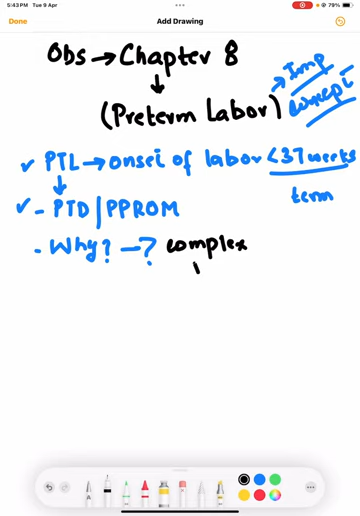 5:43 PM Tue 9 Apr
79%
Done
Add Drawing
Obs → Chapter 8
↓
(Preterm Labor) → Imp
concept
✓ PTL → onset of labor < 37 weeks
↓ term
✓ - PTD | PPROM
- Why? - ? complex